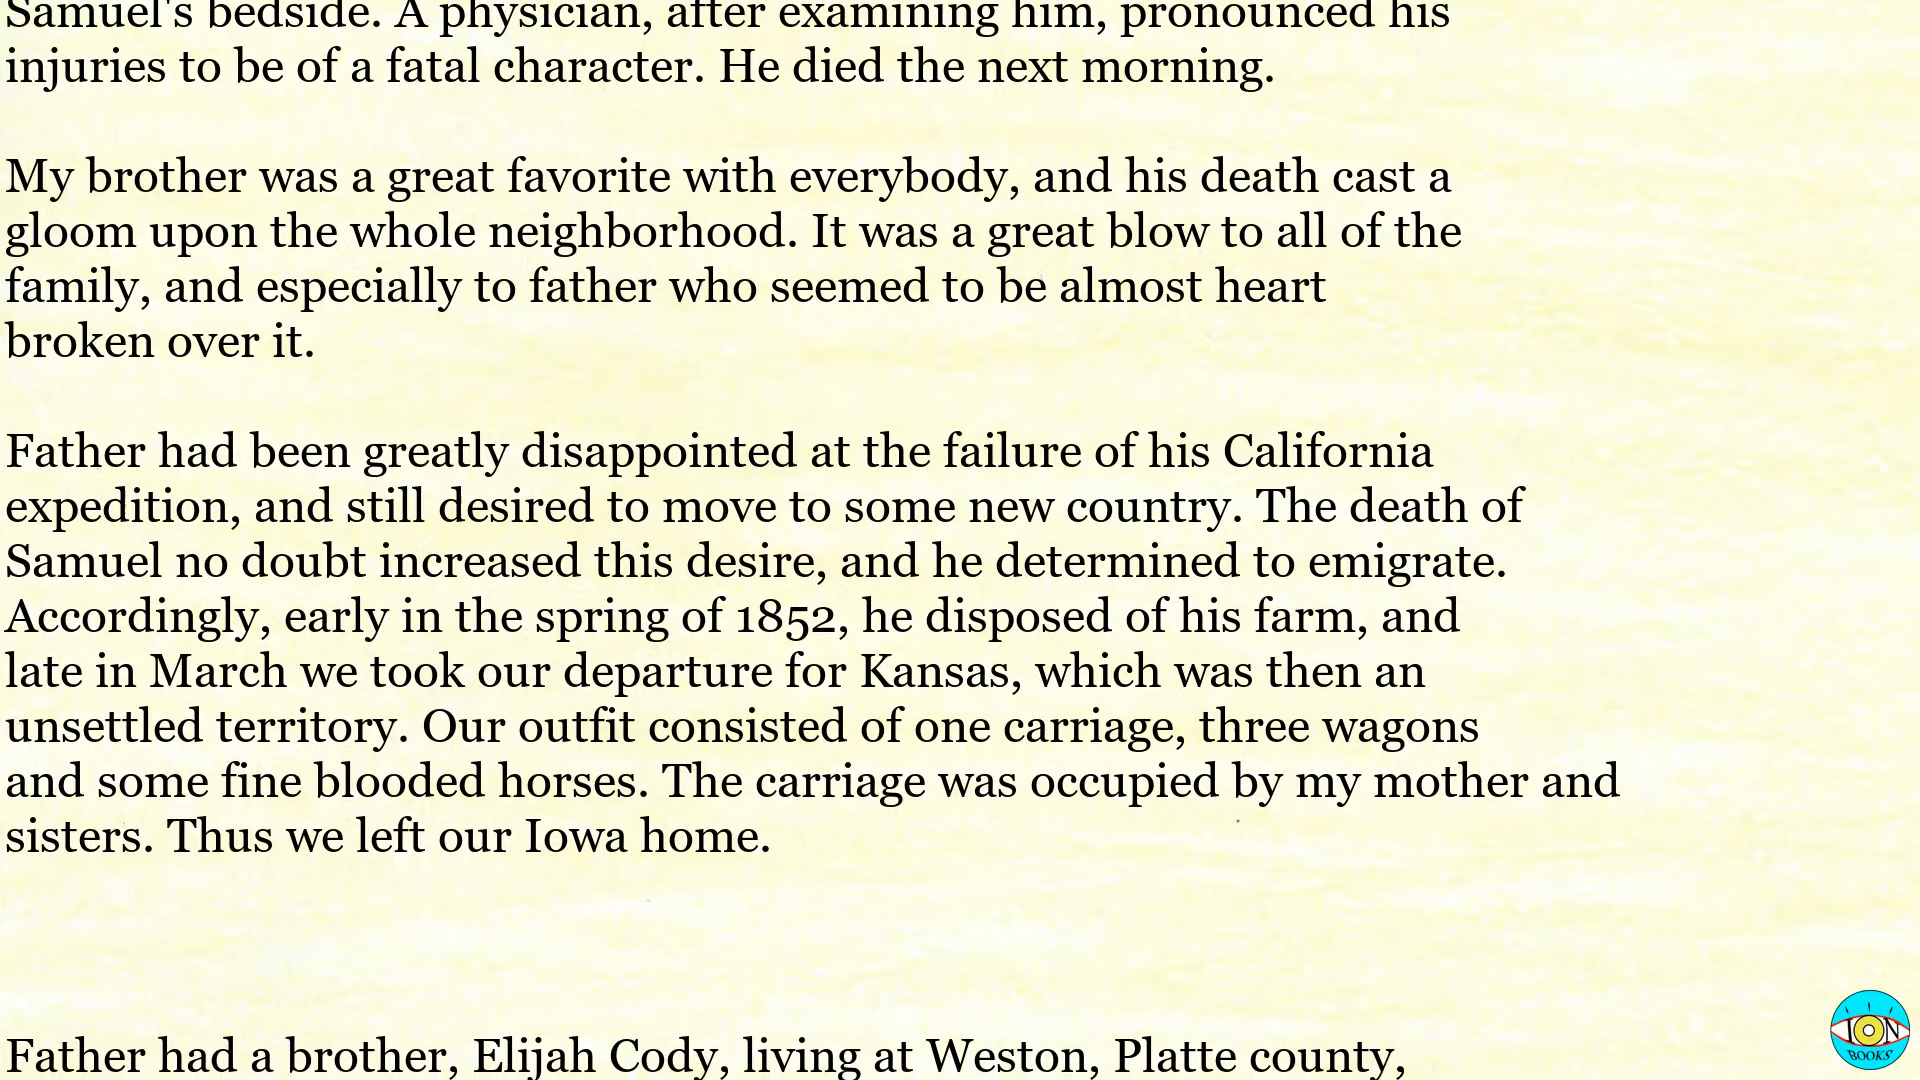 Samuel's bedside. A physician, after examining him, pronounced his
injuries to be of a fatal character. He died the next morning.
My brother was a great favorite with everybody, and his death cast a
gloom upon the whole neighborhood. It was a great blow to all of the
family, and especially to father who seemed to be almost heart
broken over it.
Father had been greatly disappointed at the failure of his California
expedition, and still desired to move to some new country. The death of
Samuel no doubt increased this desire, and he determined to emigrate.
Accordingly, early in the spring of 1852, he disposed of his farm, and
late in March we took our departure for Kansas, which was then an
unsettled territory. Our outfit consisted of one carriage, three wagons
and some fine blooded horses. The carriage was occupied by my mother and
sisters. Thus we left our Iowa home.
Father had a brother, Elijah Cody, living at Weston, Platte county,
ION
BOOKS